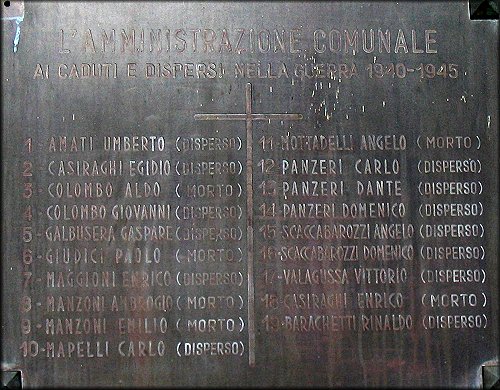 L'AMMINISTRAZIONE COMUNALE
AI CADUTI E DISPERSI NELLA GUERRA 1940-1945
1-AMATI UMBERTO (DISPERSO)
2-CASIRAGHI EGIDIO (DISPERSO)
3-COLOMBO ALDO (MORTO)
4-COLOMBO GIOVANNI (DISPERSO)
5-GALBUSERA GASPARE (DISPERSO)
6-GIUDICI PAOLO (MORTO)
7-MAGGIONI ENRICO (DISPERSO)
8-MANZONI AMBROGIO (MORTO)
9-MANZONI EMILIO (MORTO)
10-MAPELLI CARLO (DISPERSO)
11-MOTTADELLI ANGELO (MORTO)
12-PANZERI CARLO (DISPERSO)
13-PANZERI DANTE (DISPERSO)
14-PANZERI DOMENICO (DISPERSO)
15-SCACCABAROZZI ANGELO (DISPERSO)
16-SCACCABAROZZI DOMENICO (DISPERSO)
17-VALAGUSSA VITTORIO (DISPERSO)
18-CASIRAGHI ENRICO (MORTO)
19-BARACHETTI RINALDO (DISPERSO)